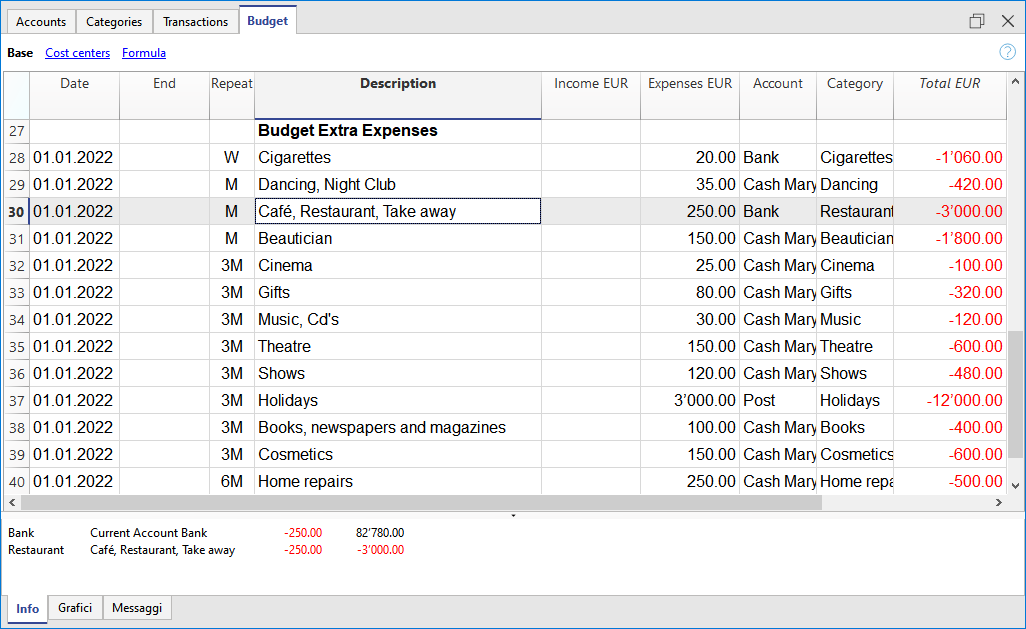 Accounts Categories Transactions Budget
Base Cost centers Formula
Date End Repeat Description Income EUR Expenses EUR Account Category Total EUR
27 Budget Extra Expenses
28 01.01.2022 W Cigarettes 20.00 Bank Cigarettes -1’060.00
29 01.01.2022 M Dancing, Night Club 35.00 Cash Mary Dancing -420.00
30 01.01.2022 M Café, Restaurant, Take away 250.00 Bank Restaurant -3’000.00
31 01.01.2022 M Beautician 150.00 Cash Mary Beautician -1’800.00
32 01.01.2022 3M Cinema 25.00 Cash Mary Cinema -100.00
33 01.01.2022 3M Gifts 80.00 Cash Mary Gifts -320.00
34 01.01.2022 3M Music, Cd's 30.00 Cash Mary Music -120.00
35 01.01.2022 3M Theatre 150.00 Cash Mary Theatre -600.00
36 01.01.2022 3M Shows 120.00 Cash Mary Shows -480.00
37 01.01.2022 3M Holidays 3’000.00 Post Holidays -12’000.00
38 01.01.2022 3M Books, newspapers and magazines 100.00 Cash Mary Books -400.00
39 01.01.2022 3M Cosmetics 150.00 Cash Mary Cosmetics -600.00
40 01.01.2022 6M Home repairs 250.00 Cash Mary Home repa -500.00
Bank Current Account Bank -250.00 82’780.00
Restaurant Café, Restaurant, Take away -250.00 -3’000.00
Info Grafici Messaggi